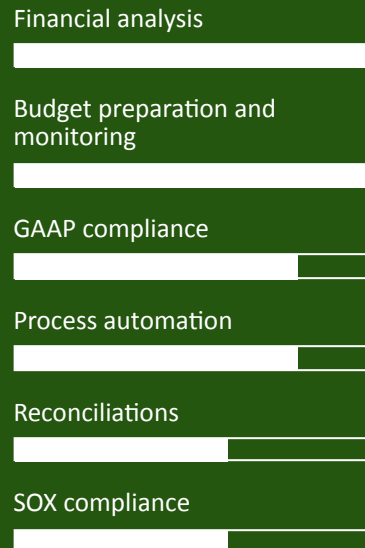 Financial analysis
Budget preparation and
monitoring
GAAP compliance
Process automation
Reconciliations
SOX compliance